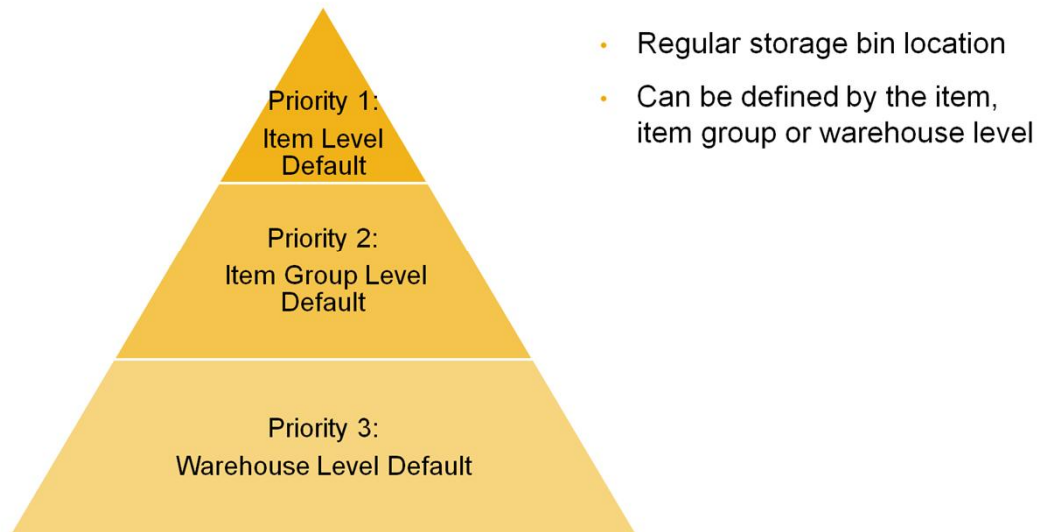 Priority 1:
Item Level
Default
Priority 2:
Item Group Level
Default
Priority 3:
Warehouse Level Default
• Regular storage bin location
• Can be defined by the item,
item group or warehouse level